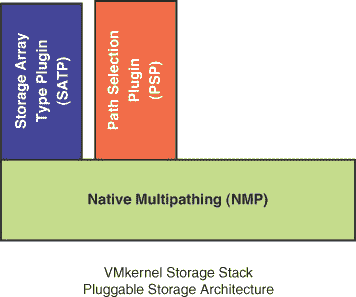 Storage Array
Type Plugin
(SATP)
Path Selection
Plugin
(PSP)
Native Multipathing (NMP)
VMkernel Storage Stack
Pluggable Storage Architecture